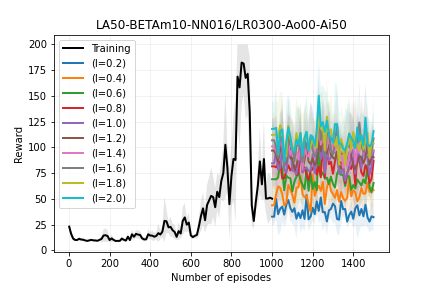 LA50-BETAm10-NN016/LR0300-Ao00-Ai50
200
175
150
125
100
75
50
25
0
Reward
Training
(l=0.2)
(l=0.4)
(l=0.6)
(l=0.8)
(l=1.0)
(l=1.2)
(l=1.4)
(l=1.6)
(l=1.8)
(l=2.0)
0 200 400 600 800 1000 1200 1400
Number of episodes